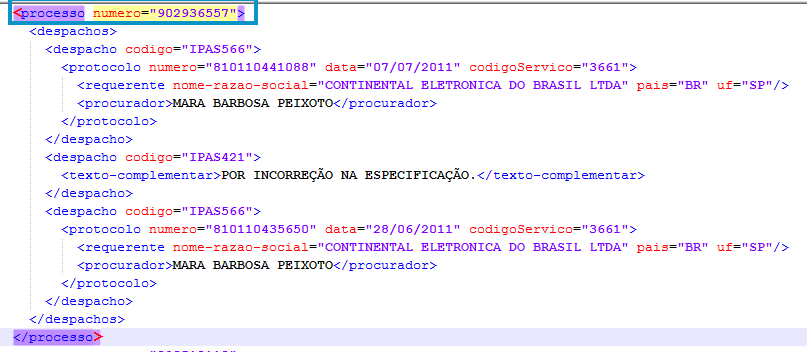 <processo numero="902936557">
<despachos>
<despacho codigo="IPAS566">
<protocolo numero="810110441088" data="07/07/2011" codigoServico="3661">
<requerente nome-razao-social="CONTINENTAL ELETRONICA DO BRASIL LTDA" pais="BR" uf="SP"/>
<procurador>MARA BARBOSA PEIXOTO</procurador>
</protocolo>
</despacho>
<despacho codigo="IPAS421">
<texto-complementar>POR INCORREÇÃO NA ESPECIFICAÇÃO.</texto-complementar>
</despacho>
<despacho codigo="IPAS566">
<protocolo numero="810110435650" data="28/06/2011" codigoServico="3661">
<requerente nome-razao-social="CONTINENTAL ELETRONICA DO BRASIL LTDA" pais="BR" uf="SP"/>
<procurador>MARA BARBOSA PEIXOTO</procurador>
</protocolo>
</despacho>
</despachos>
</processo>